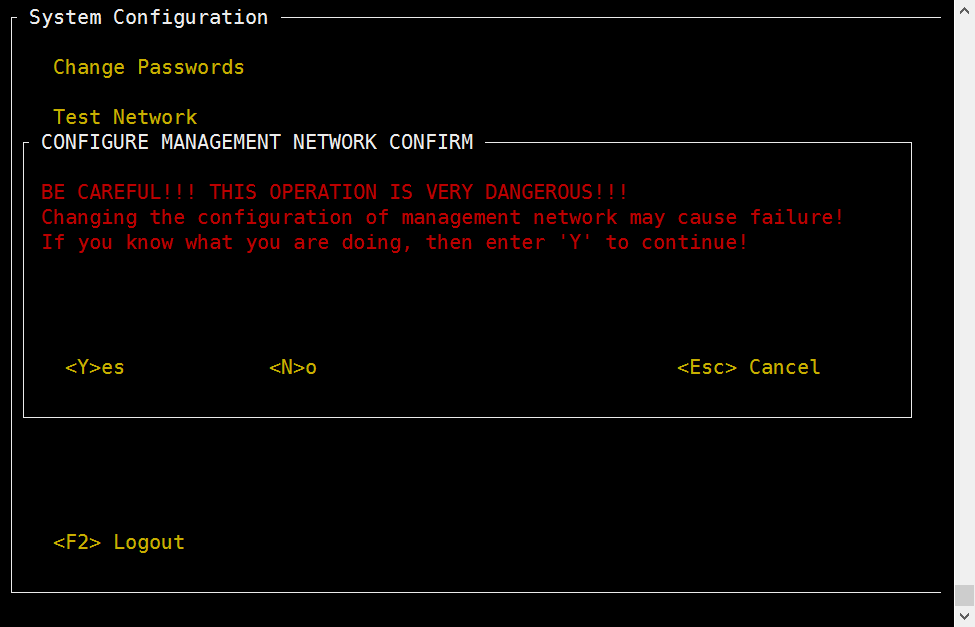 System Configuration
Change Passwords
Test Network
CONFIGURE MANAGEMENT NETWORK CONFIRM
BE CAREFUL!!! THIS OPERATION IS VERY DANGEROUS!!!
Changing the configuration of management network may cause failure!
If you know what you are doing, then enter 'Y' to continue!
<Y>es <N>o <Esc> Cancel
<F2> Logout